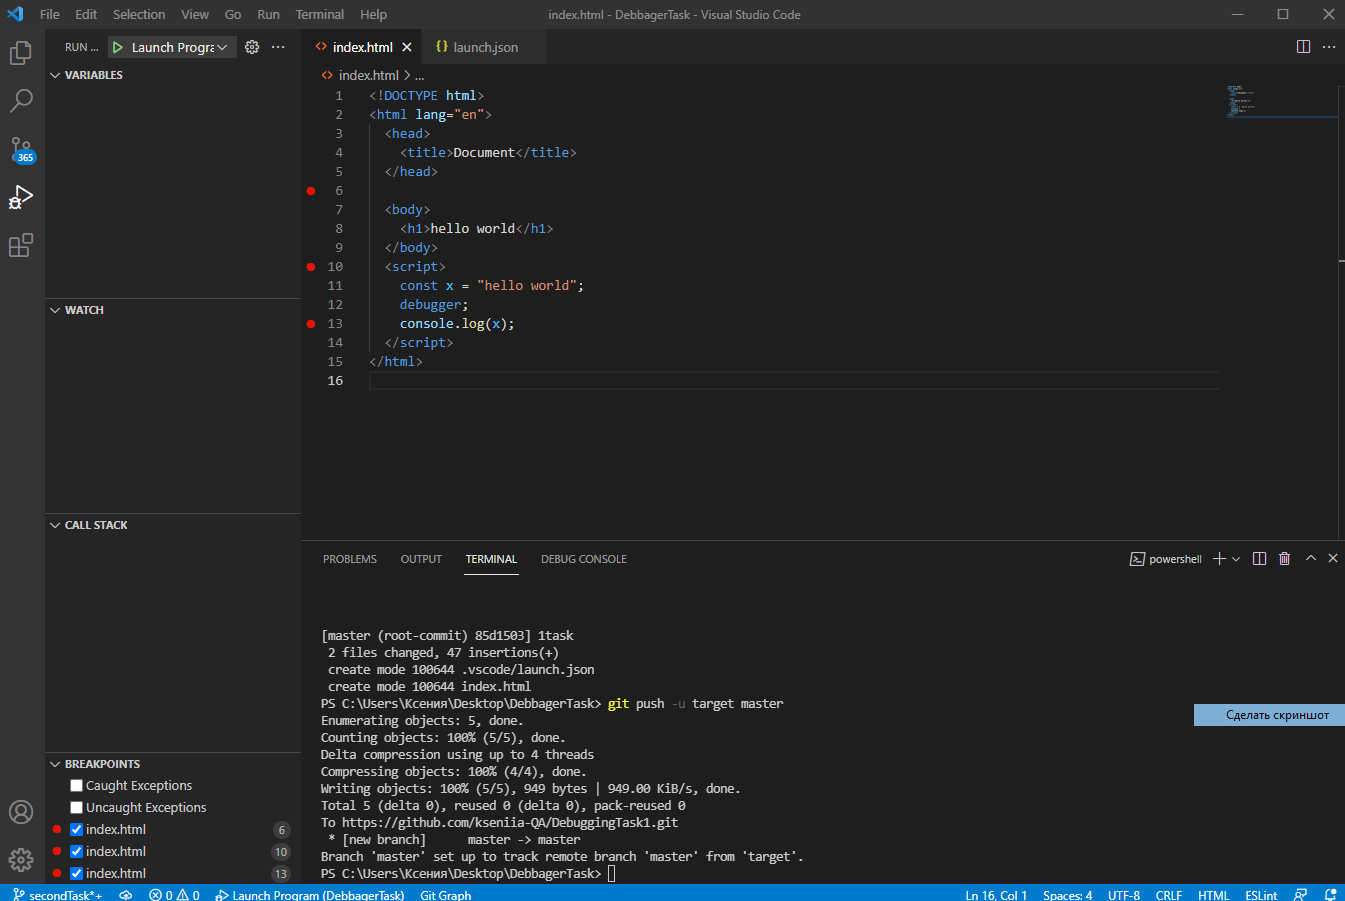 File Edit Selection View Go Run Terminal Help index.html - DebbagerTask - Visual Studio Code
RUN ... Launch Progra
index.html
launch.json
VARIABLES
index.html > ...
1 <!DOCTYPE html>
2 <html lang="en">
3 <head>
4 <title>Document</title>
5 </head>
6
7 <body>
8 <h1>hello world</h1>
9 </body>
10 <script>
11 const x = "hello world";
12 debugger;
13 console.log(x);
14 </script>
15 </html>
16
365
WATCH
CALL STACK
BREAKPOINTS
Caught Exceptions
Uncaught Exceptions
index.html 6
index.html 10
index.html 13
PROBLEMS OUTPUT TERMINAL DEBUG CONSOLE
powershell
[master (root-commit) 85d1503] 1task
2 files changed, 47 insertions(+)
create mode 100644 .vscode/launch.json
create mode 100644 index.html
PS C:\Users\Ксения\Desktop\DebbagerTask> git push -u target master
Enumerating objects: 5, done.
Counting objects: 100% (5/5), done.
Delta compression using up to 4 threads
Compressing objects: 100% (4/4), done.
Writing objects: 100% (5/5), 949 bytes | 949.00 KiB/s, done.
Total 5 (delta 0), reused 0 (delta 0), pack-reused 0
To https://github.com/kseniia-QA/DebuggingTask1.git
* [new branch] master -> master
Branch 'master' set up to track remote branch 'master' from 'target'.
PS C:\Users\Ксения\Desktop\DebbagerTask>
Сделать скриншот
secondTask*+ 0 0 Launch Program (DebbagerTask) Git Graph Ln 16, Col 1 Spaces: 4 UTF-8 CRLF HTML ESLint